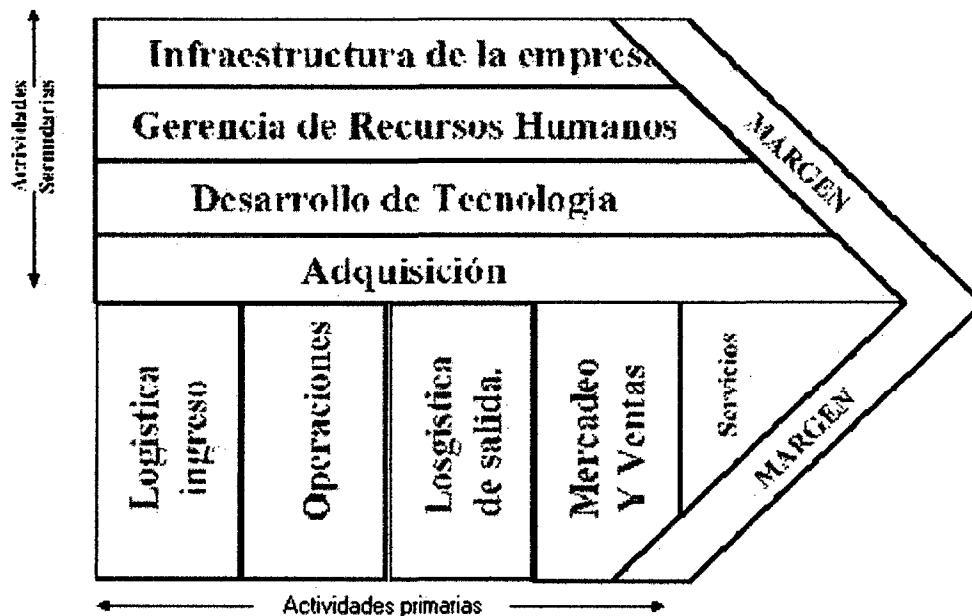 Actividades
Sernudarias
Infraestructura de la empresa
Gerencia de Recursos Humanos
Desarrollo de Tecnologia
Adquisición
MARGEN
Logistica
ingreso
Operaciones
Losgistica
de salida.
Mercadeo
Y Ventas
Servicios
MARGEN
Actividades primarias